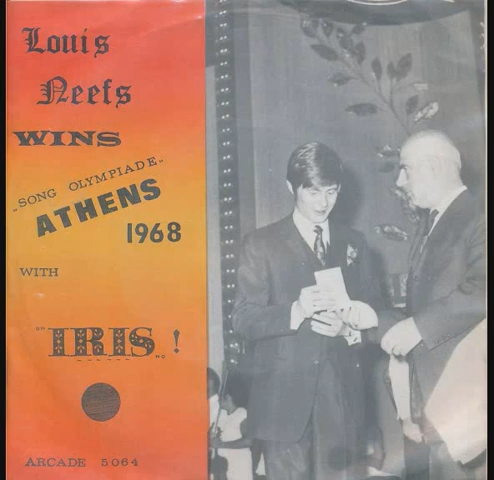 Louis
Neefs
WINS
„SONG OLYMPIADE„
ATHENS
1968
WITH
„IRIS„!
ARCADE 5064